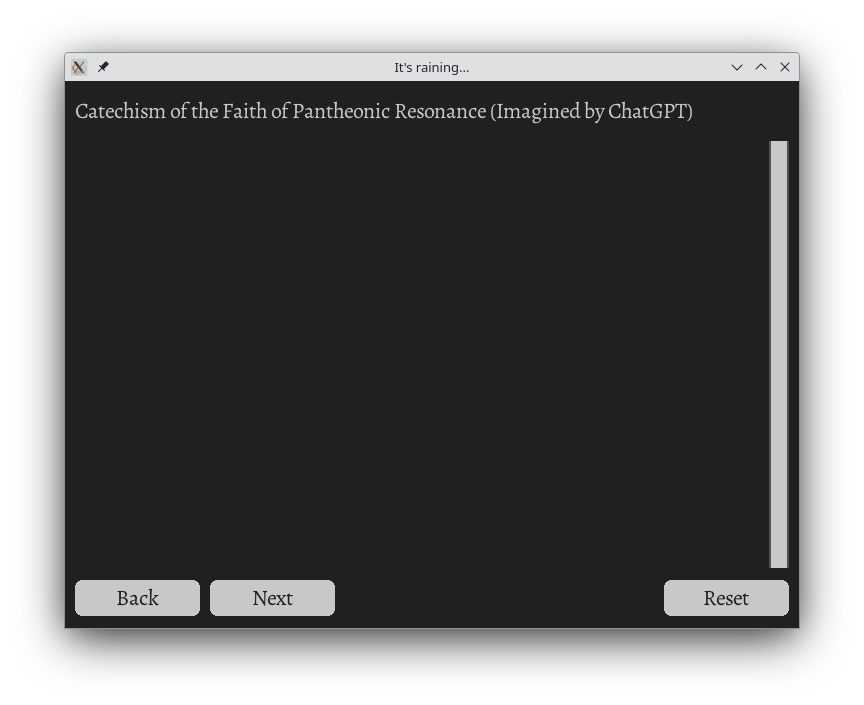 It's raining...
Catechism of the Faith of Pantheonic Resonance (Imagined by ChatGPT)
Back
Next
Reset